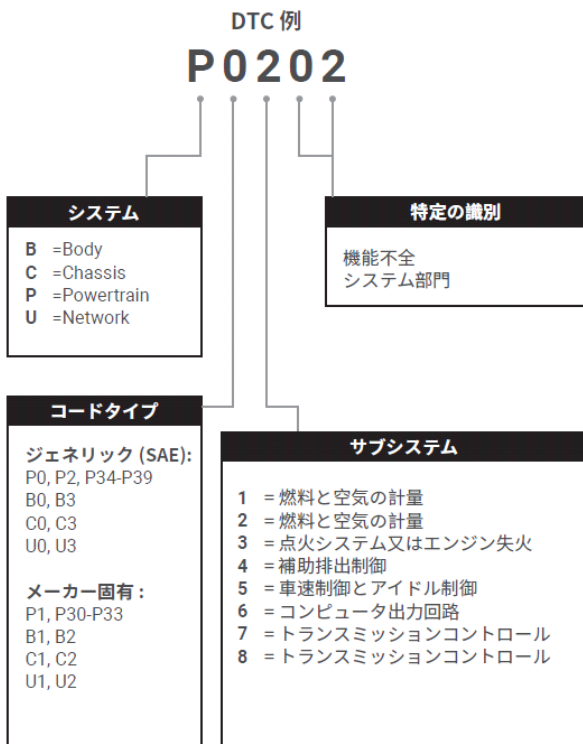 DTC 例
P0202
システム
B =Body
C =Chassis
P =Powertrain
U =Network
特定の識別
機能不全
システム部門
コードタイプ
ジェネリック (SAE):
P0, P2, P34-P39
B0, B3
C0, C3
U0, U3
メーカー固有 :
P1, P30-P33
B1, B2
C1, C2
U1, U2
サブシステム
1 = 燃料と空気の計量
2 = 燃料と空気の計量
3 = 点火システム又はエンジン失火
4 = 補助排出制御
5 = 車速制御とアイドル制御
6 = コンピュータ出力回路
7 = トランスミッションコントロール
8 = トランスミッションコントロール